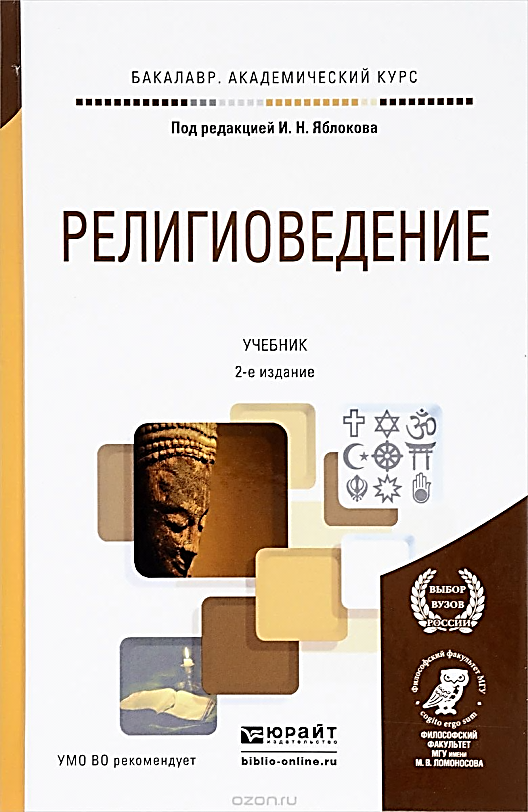 БАКАЛАВР. АКАДЕМИЧЕСКИЙ КУРС
Под редакцией И. Н. Яблокова
РЕЛИГИОВЕДЕНИЕ
УЧЕБНИК
2-е издание
ВЫБОР
ВУЗОВ
РОССИИ
Философский факультет МГУ
cogito ergo sum
ФИЛОСОФСКИЙ
ФАКУЛЬТЕТ
МГУ ИМЕНИ
М. В. ЛОМОНОСОВА
юрайт
издательство
УМО ВО рекомендует
biblio-online.ru
ozon.ru